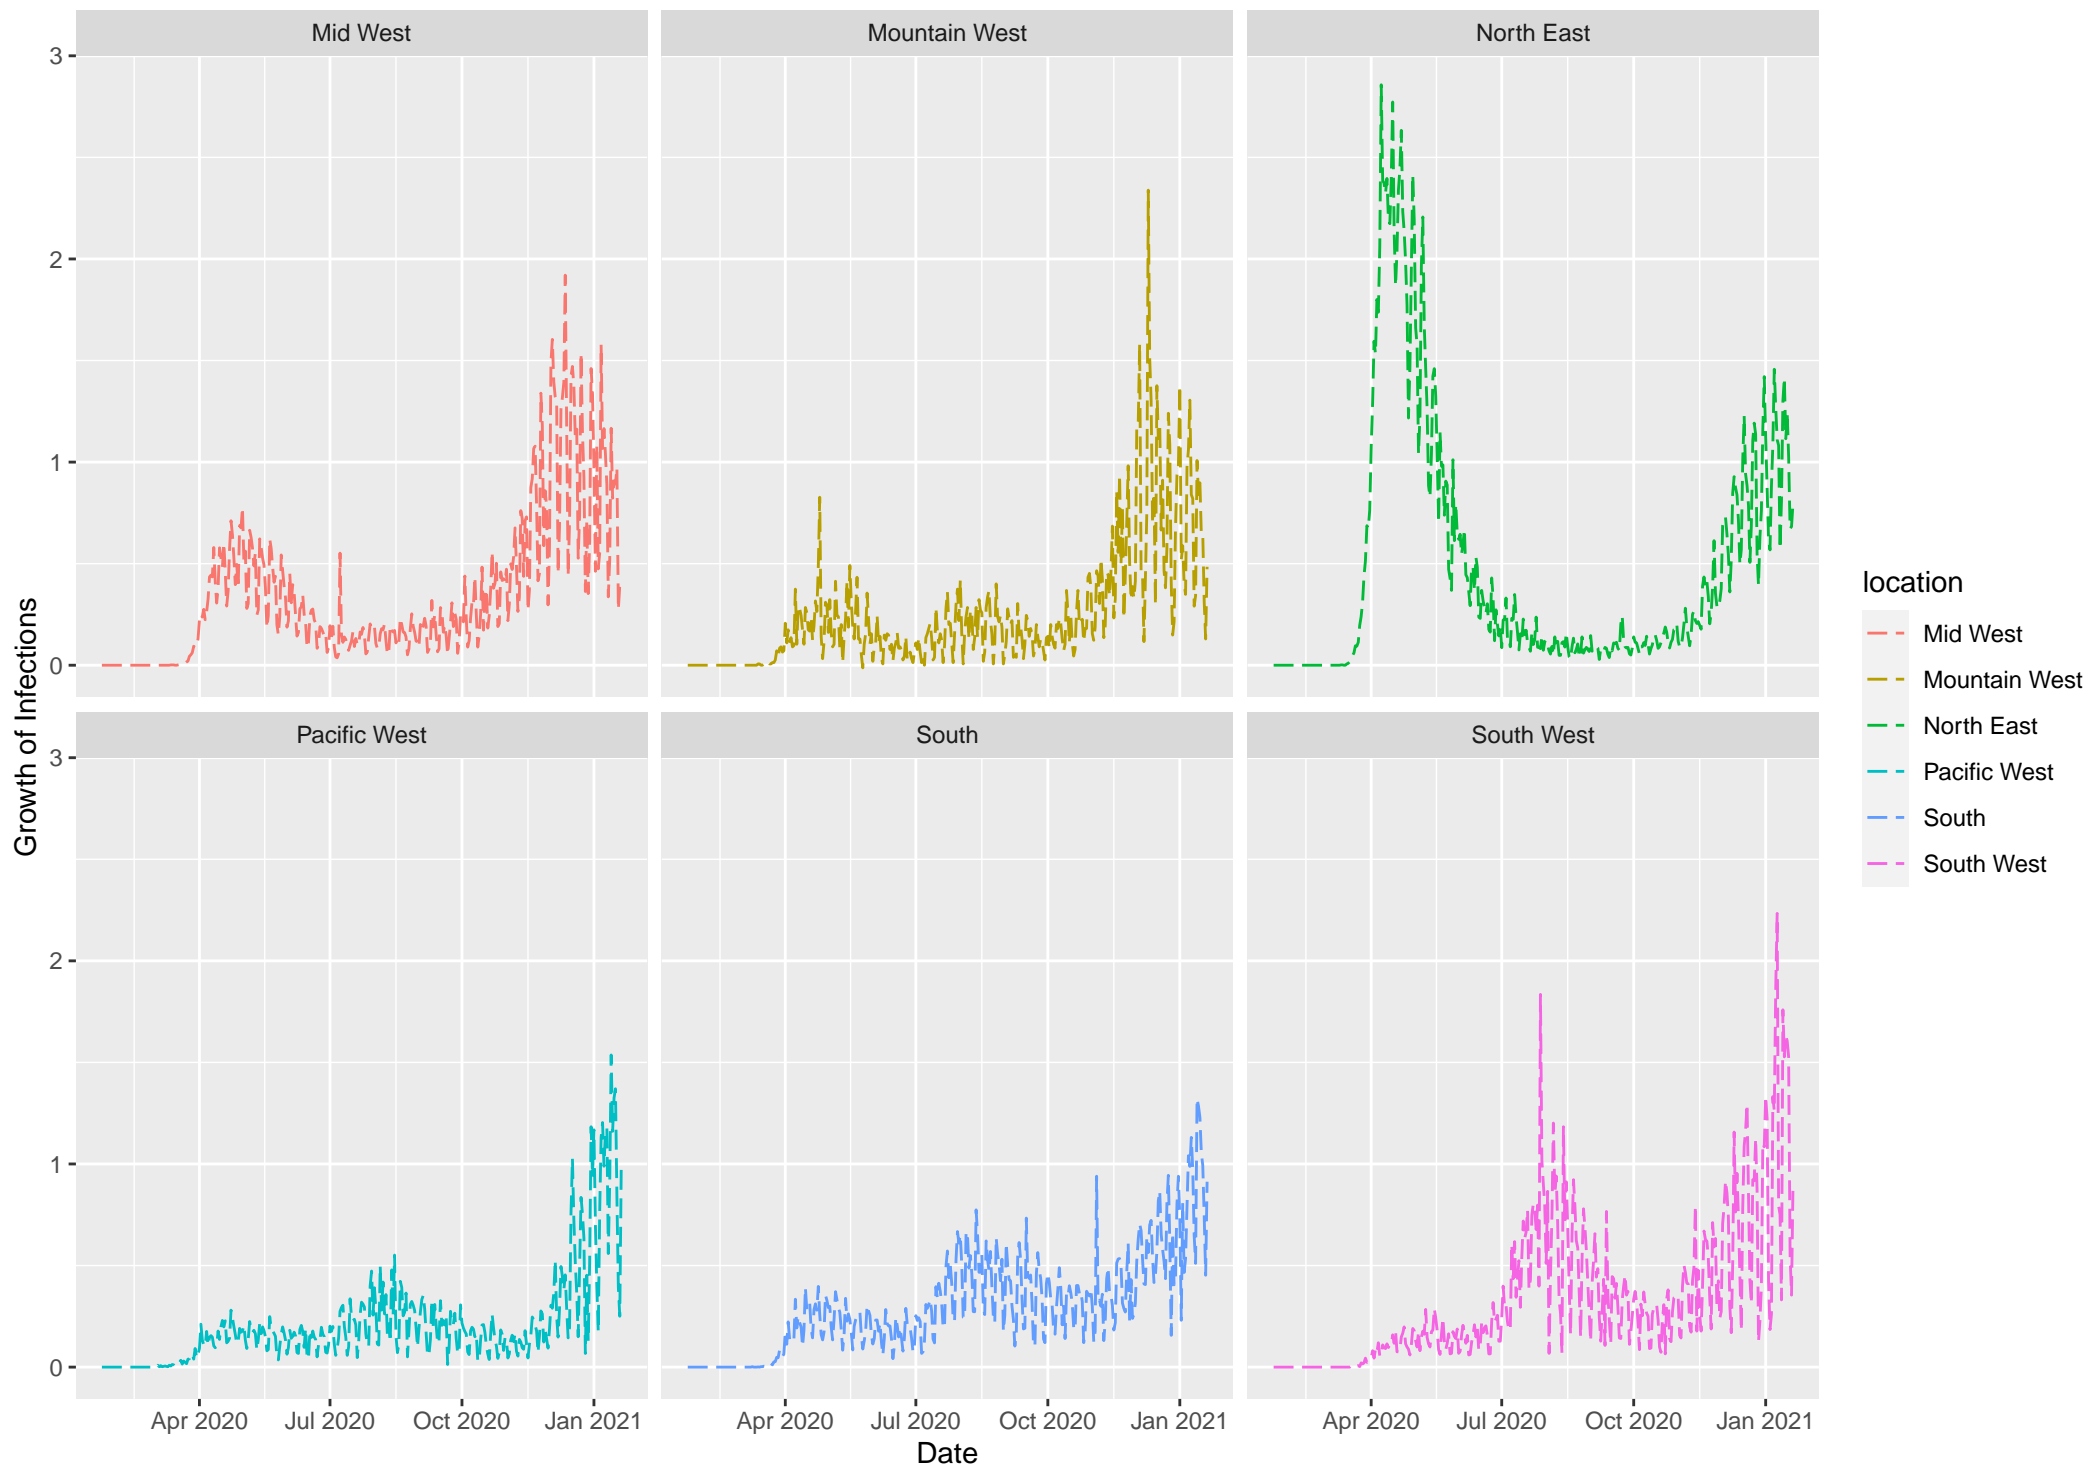 Mid West
Mountain West
North East
3
2
1
0
Pacific West
South
South West
3
2
1
0
Apr 2020
Jul 2020
Oct 2020
Jan 2021
Apr 2020
Jul 2020
Oct 2020
Jan 2021
Apr 2020
Jul 2020
Oct 2020
Jan 2021
Date
Growth of Infections
location
Mid West
Mountain West
North East
Pacific West
South
South West